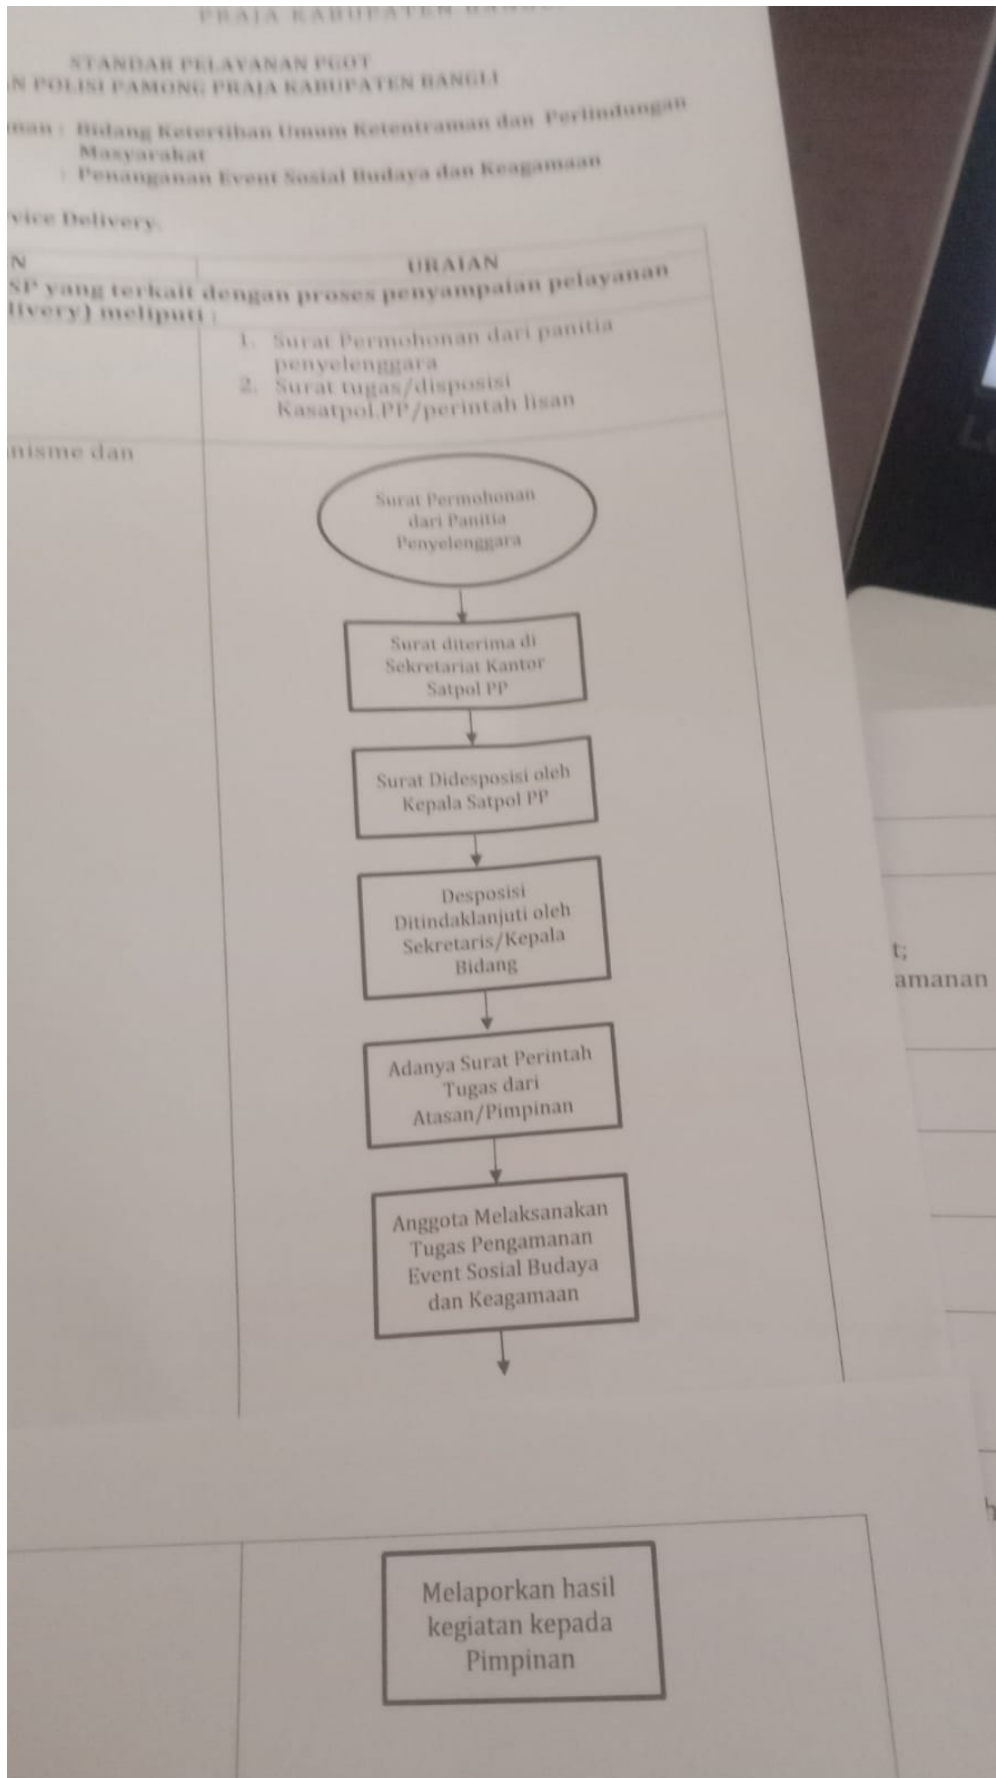 PRAJA KABUPATEN
STANDAR PELAYANAN PGOT
N POLISI PAMONG PRAJA KABUPATEN BANGLI
nan : Bidang Ketertiban Umum Ketentraman dan Perlindungan
Masyarakat
: Penanganan Event Sosial Budaya dan Keagamaan
vice Delivery.
N URAIAN
SP yang terkait dengan proses penyampaian pelayanan
livery) meliputi :
1. Surat Permohonan dari panitia
penyelenggara
2. Surat tugas/disposisi
Kasatpol.PP/perintah lisan
nisme dan
Surat Permohonan
dari Panitia
Penyelenggara
Surat diterima di
Sekretariat Kantor
Satpol PP
Surat Didesposisi oleh
Kepala Satpol PP
Desposisi
Ditindaklanjuti oleh
Sekretaris/Kepala
Bidang
Adanya Surat Perintah
Tugas dari
Atasan/Pimpinan
Anggota Melaksanakan
Tugas Pengamanan
Event Sosial Budaya
dan Keagamaan
Melaporkan hasil
kegiatan kepada
Pimpinan
t;
amanan